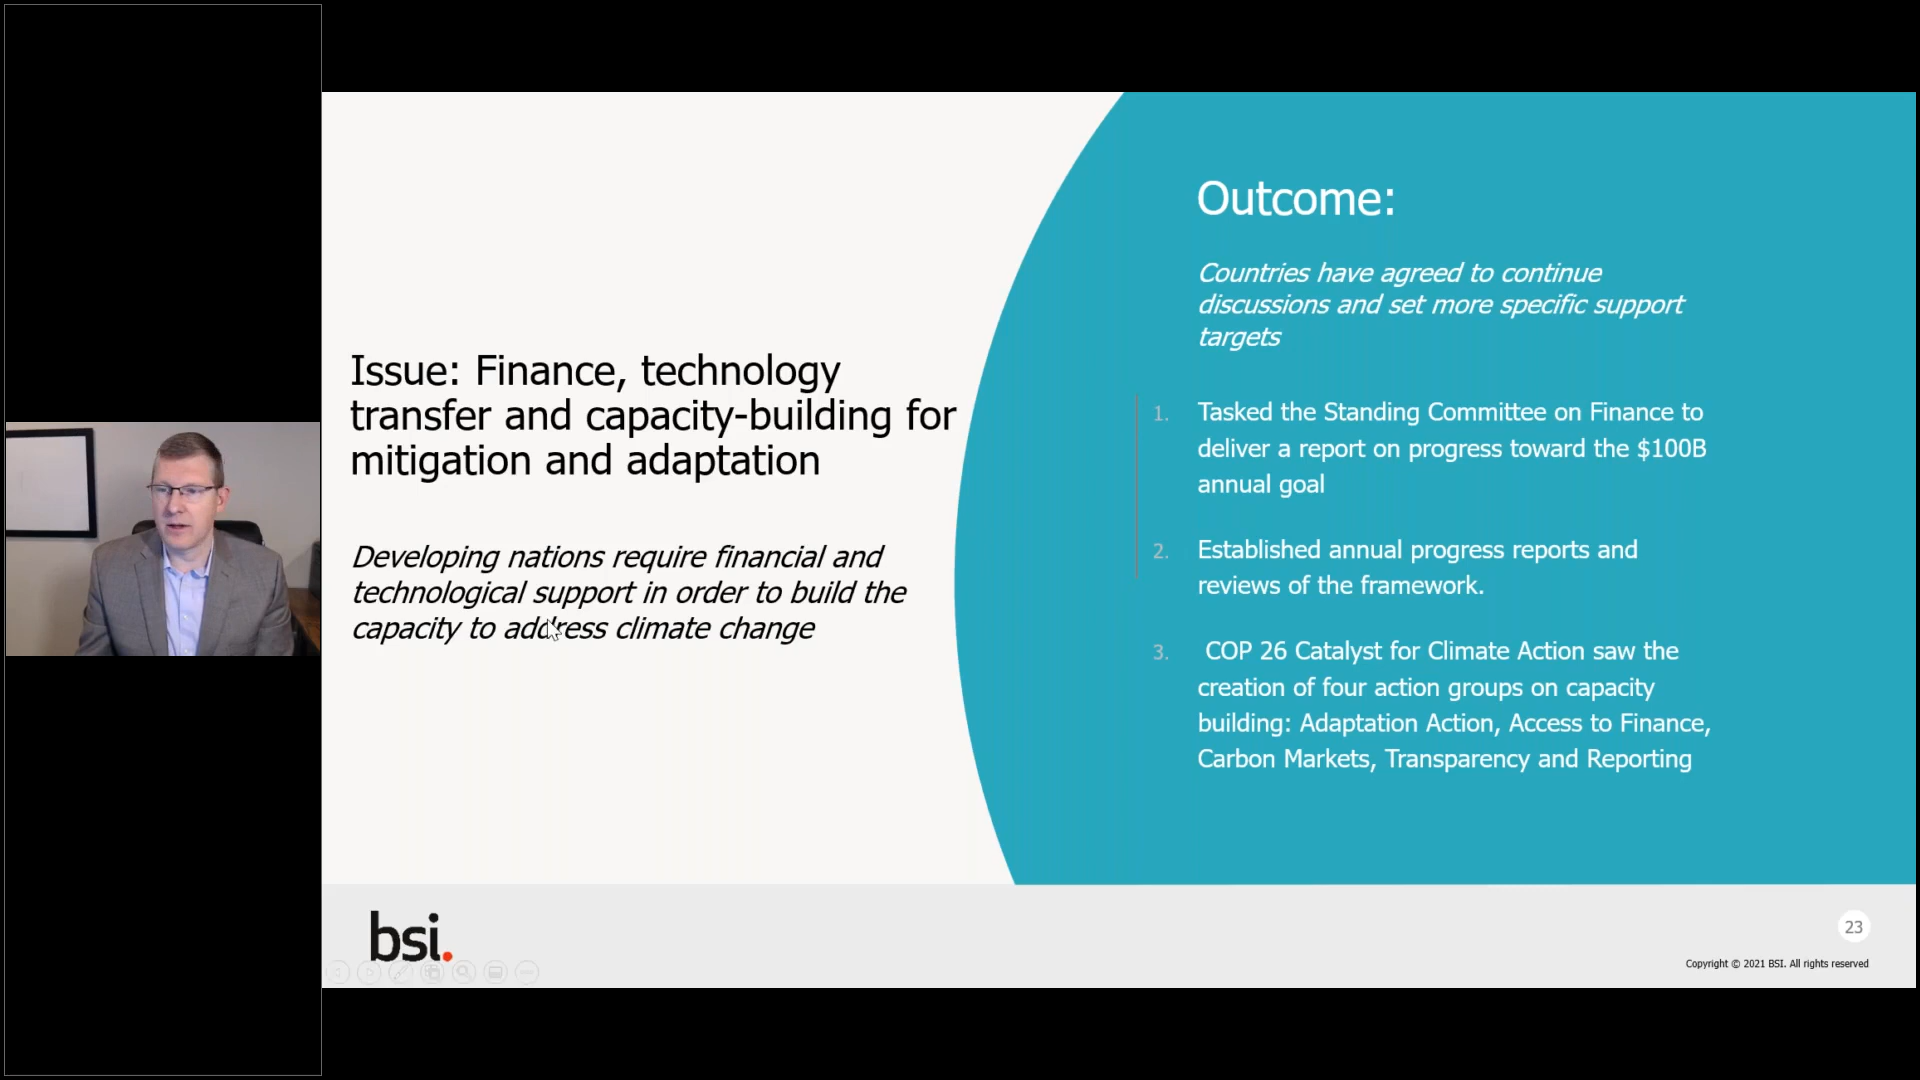 Issue: Finance, technology
transfer and capacity-building for
mitigation and adaptation
Developing nations require financial and
technological support in order to build the
capacity to address climate change
Outcome:
Countries have agreed to continue
discussions and set more specific support
targets
1. Tasked the Standing Committee on Finance to
deliver a report on progress toward the $100B
annual goal
2. Established annual progress reports and
reviews of the framework.
3. COP 26 Catalyst for Climate Action saw the
creation of four action groups on capacity
building: Adaptation Action, Access to Finance,
Carbon Markets, Transparency and Reporting
bsi.
23
Copyright © 2021 BSI. All rights reserved